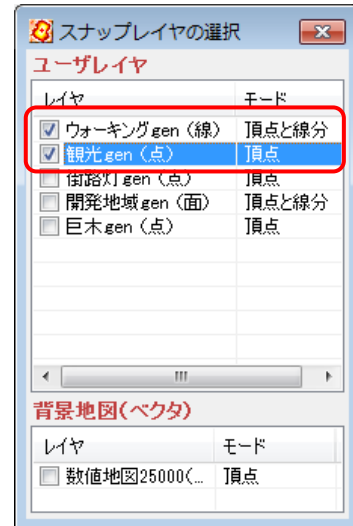 スナップレイヤの選択
ユーザレイヤ
レイヤ モード
ウォーキングgen（線） 頂点と線分
観光gen（点） 頂点
街路灯gen（点） 頂点
開発地域gen（面） 頂点と線分
巨木gen（点） 頂点
背景地図(ベクタ)
レイヤ モード
数値地図25000(... 頂点